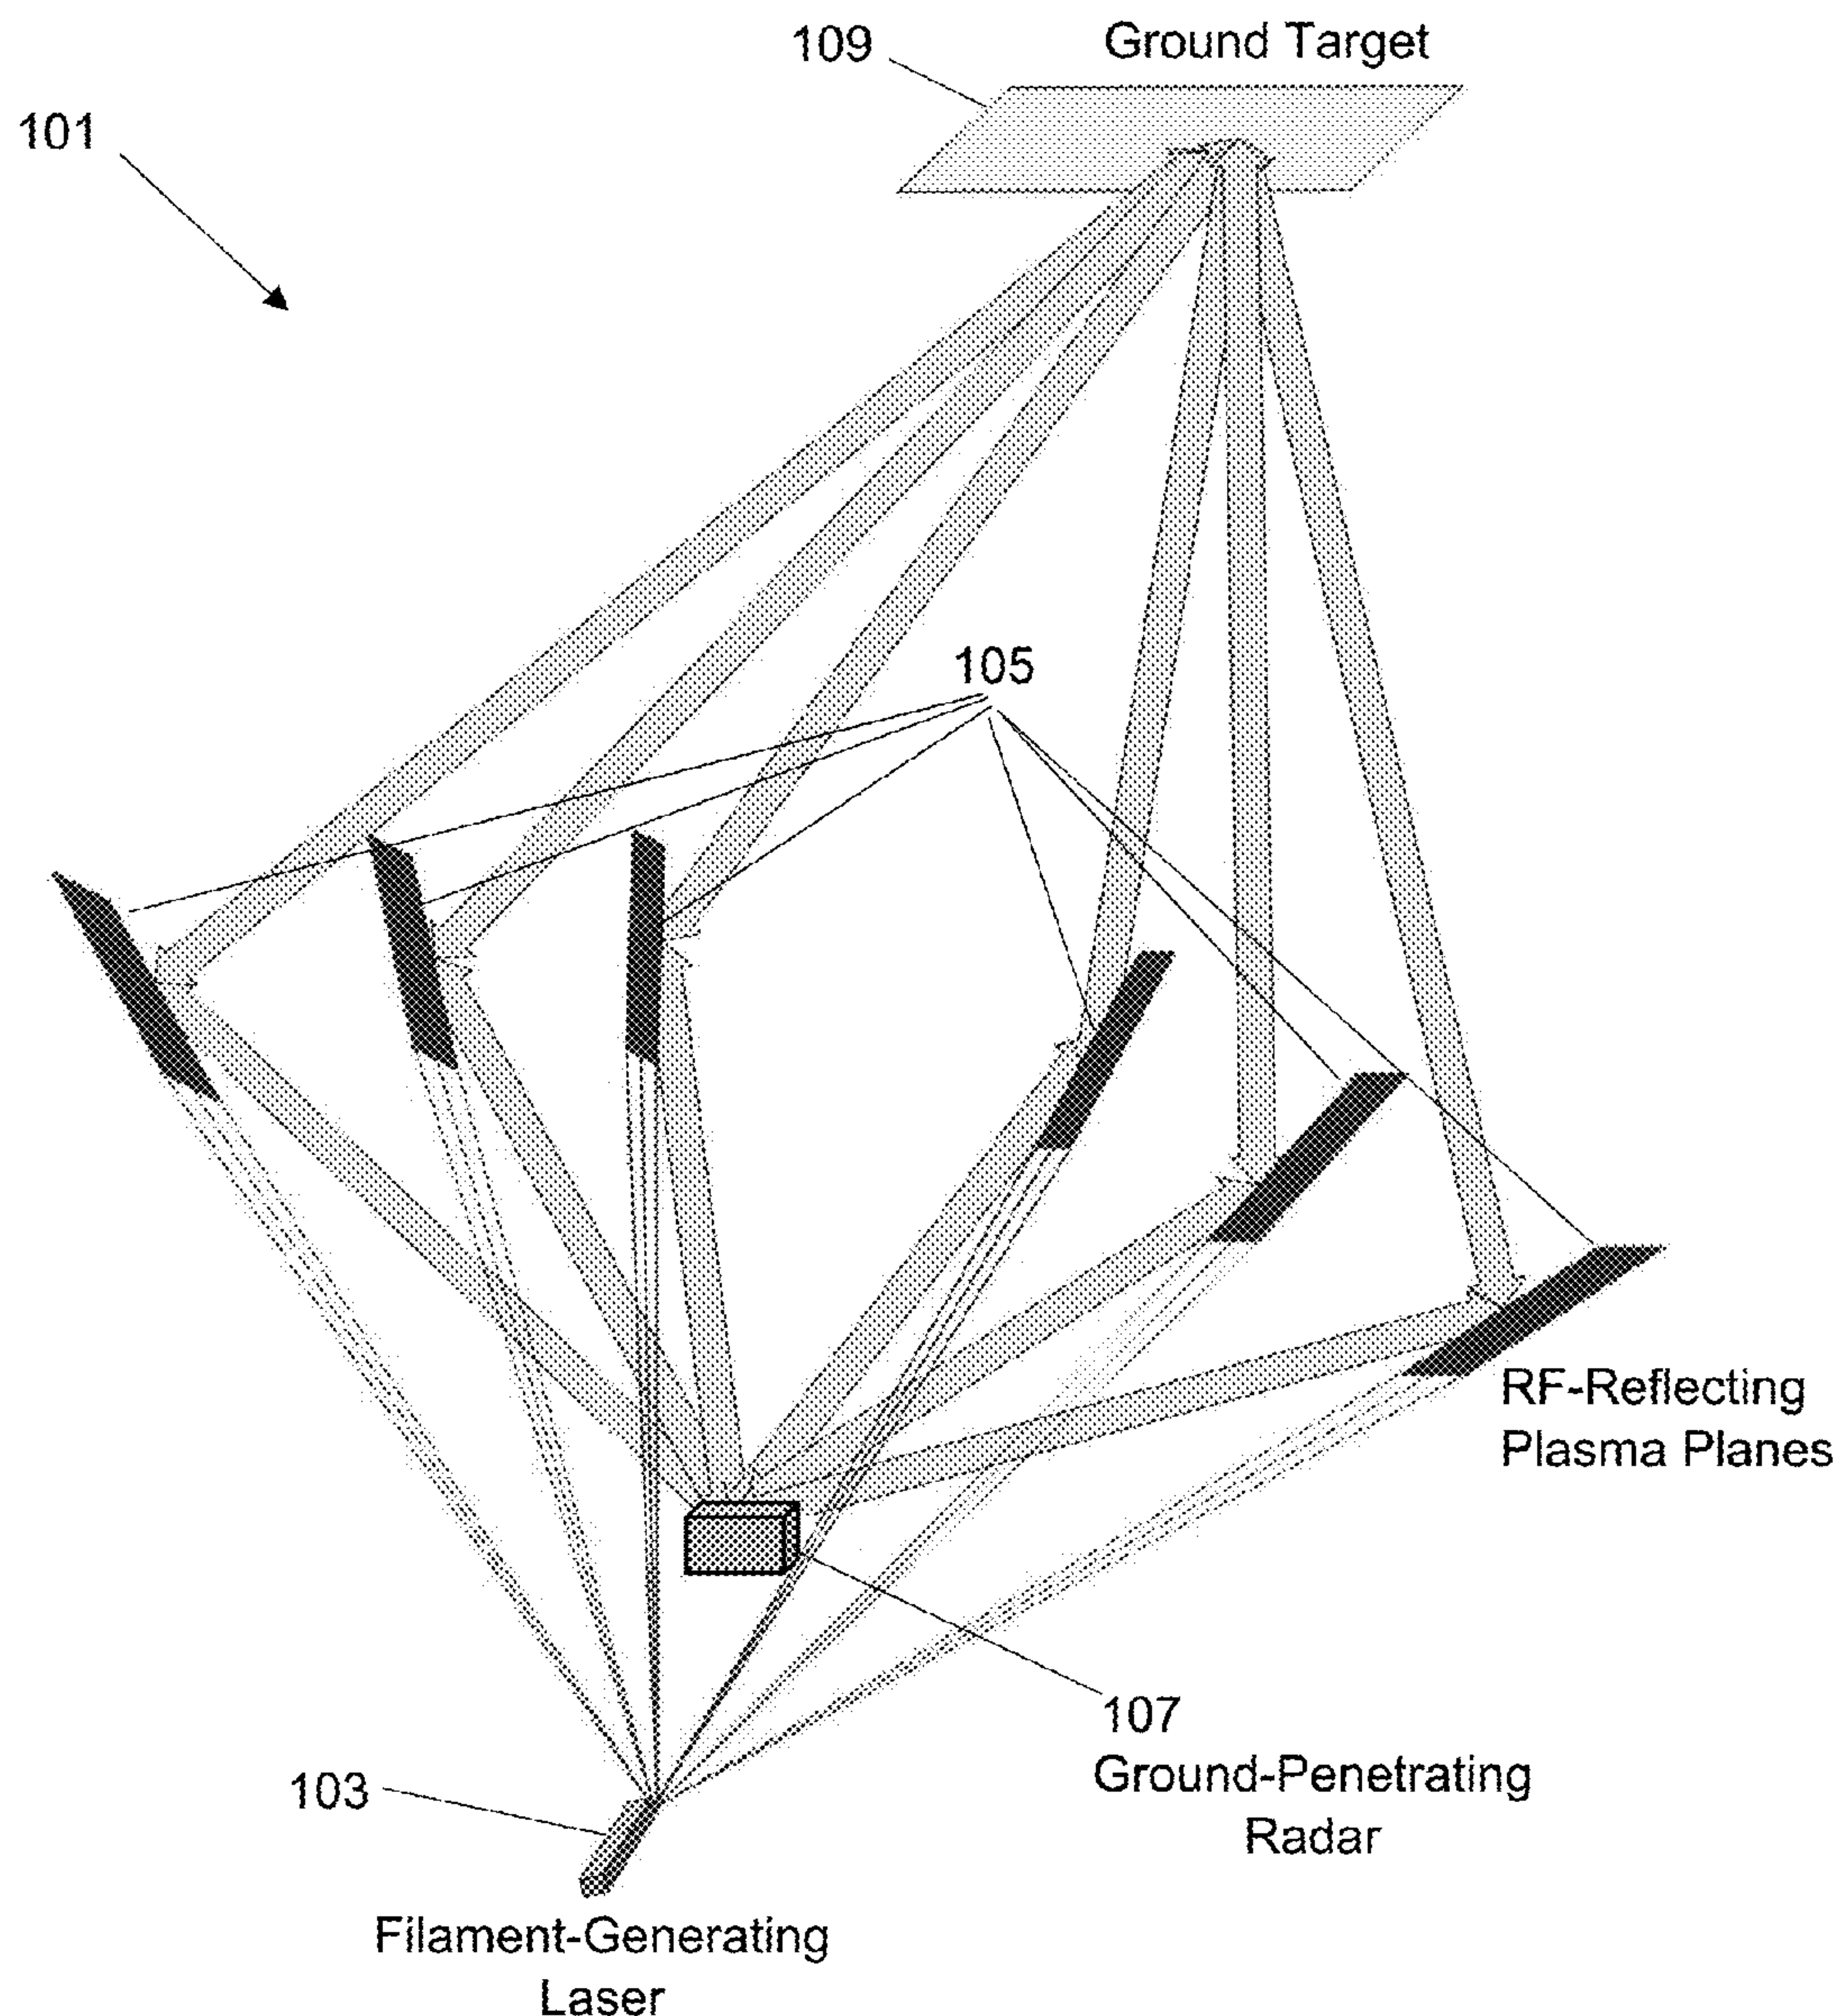 109
Ground Target
101
105
RF-Reflecting
Plasma Planes
107
Ground-Penetrating
Radar
103
Filament-Generating
Laser